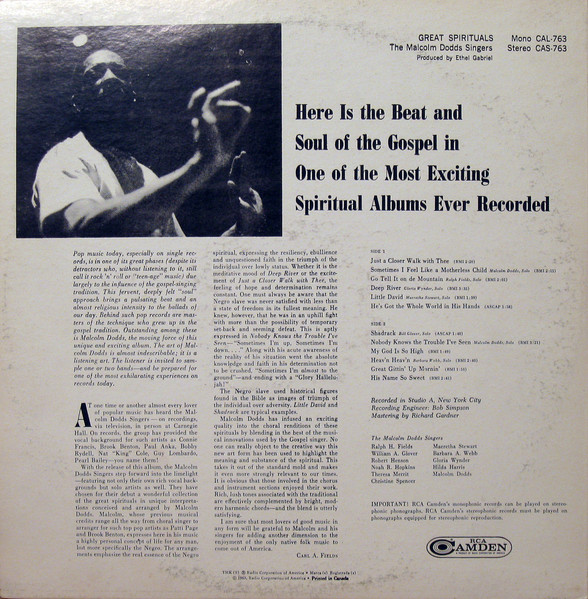 GREAT SPIRITUALS Mono CAL-763
The Malcolm Dodds Singers Stereo CAS-763
Produced by Ethel Gabriel
Here Is the Beat and
Soul of the Gospel in
One of the Most Exciting
Spiritual Albums Ever Recorded
Pop music today, especially on single rec-
ords, is in one of its great phases (despite its
detractors who, without listening to it, still
call it rock 'n' roll or "teen-age" music) due
largely to the influence of the gospel-singing
tradition. This fervent, deeply felt "soul"
approach brings a pulsating beat and an
almost religious intensity to the ballads of
our day. Behind such pop records are mas-
ters of the technique who grew up in the
gospel tradition. Outstanding among these
is Malcolm Dodds, the moving force of this
unique and exciting album. The art of Mal-
colm Dodds is almost indescribable; it is a
listening art. The listener is invited to sam-
ple one or two bands—and be prepared for
one of the most exhilarating experiences on
records today.
AT one time or another almost every lover
of popular music has heard the Mal-
colm Dodds Singers—on recordings,
via television, in person at Carnegie
Hall. On records, the group has provided the
vocal background for such artists as Connie
Francis, Brook Benton, Paul Anka, Bobby
Rydell, Nat "King" Cole, Guy Lombardo,
Pearl Bailey—you name them!
With the release of this album, the Malcolm
Dodds Singers step forward into the limelight
—featuring not only their own rich vocal back-
grounds but solo artists as well. They have
chosen for their debut a wonderful collection
of the great spirituals in unique interpreta-
tions conceived and arranged by Malcolm
Dodds. Malcolm, whose previous musical
credits range all the way from choral singer to
arranger for such top pop artists as Patti Page
and Brook Benton, expresses here in his music
a highly personal concept of life for any man,
but more specifically the Negro. The arrange-
ments emphasize the real essence of the Negro
spiritual, expressing the resiliency, ebullience
and unquestioned faith in the triumph of the
individual over lowly status. Whether it is the
meditative mood of Deep River or the excite-
ment of Just a Closer Walk with Thee, the
feeling of hope and determination remains
constant. One must always be aware that the
Negro slave was never satisfied with less than
a state of freedom in its fullest meaning. He
knew, however, that he was in an uphill fight
with more than the possibility of temporary
set-back and seeming defeat. This is aptly
expressed in Nobody Knows the Trouble I've
Seen—"Sometimes I'm up, Sometimes I'm
down, . . ." Along with his acute awareness of
the reality of his situation went the absolute
knowledge and faith in his determination not
to be crushed. "Sometimes I'm almost to the
ground"—and ending with a "Glory Hallelu-
jah!"
The Negro slave used historical figures
found in the Bible as images of triumph of
the individual over adversity. Little David and
Shadrack are typical examples.
Malcolm Dodds has infused an exciting
quality into the choral renditions of these
spirituals by blending in the best of the musi-
cal innovations used by the Gospel singer. No
one can really object to the creative way this
new art form has been used to highlight the
meaning and substance of the spiritual. This
takes it out of the standard mold and makes
it even more strongly relevant to our times.
It is obvious that those involved in the chorus
and instrument sections enjoyed their work.
Rich, lush tones associated with the traditional
are effectively complemented by bright, mod-
ern harmonic chords—and the blend is utterly
satisfying.
I am sure that most lovers of good music in
any form will be grateful to Malcolm and his
singers for adding another dimension to the
enjoyment of the only native folk music to
come out of America.
CARL A. FIELDS
SIDE 1
Just a Closer Walk with Thee
Sometimes I Feel Like a Motherless Child Malcolm Dodds, Solo
Go Tell It on de Mountain Ralph Fields, Solo
Deep River Gloria Wynder, Solo
Little David Maeretha Stewart, Solo
He's Got the Whole World in His Hands
SIDE 2
Shadrack Bill Glover, Solo
Nobody Knows the Trouble I've Seen Malcolm Dodds, Solo
My God Is So High
Heav'n Heav'n Barbara Webb, Solo
Great Gittin' Up Mornin'
His Name So Sweet
Recorded in Studio A, New York City
Recording Engineer: Bob Simpson
Mastering by Richard Gardner
The Malcolm Dodds Singers
Ralph H. Fields Maeretha Stewart
William A. Glover Barbara A. Webb
Robert Henson Gloria Wynder
Noah R. Hopkins Hilda Harris
Theresa Merrit Malcolm Dodds
Christine Spencer
IMPORTANT: RCA Camden's monophonic records can be played on stereo-
phonic phonographs. RCA Camden's stereophonic records must be played on
phonographs equipped for stereophonic reproduction.
RCA
CAMDEN
Radio Corporation of America
Radio Corporation of America • Printed in Canada